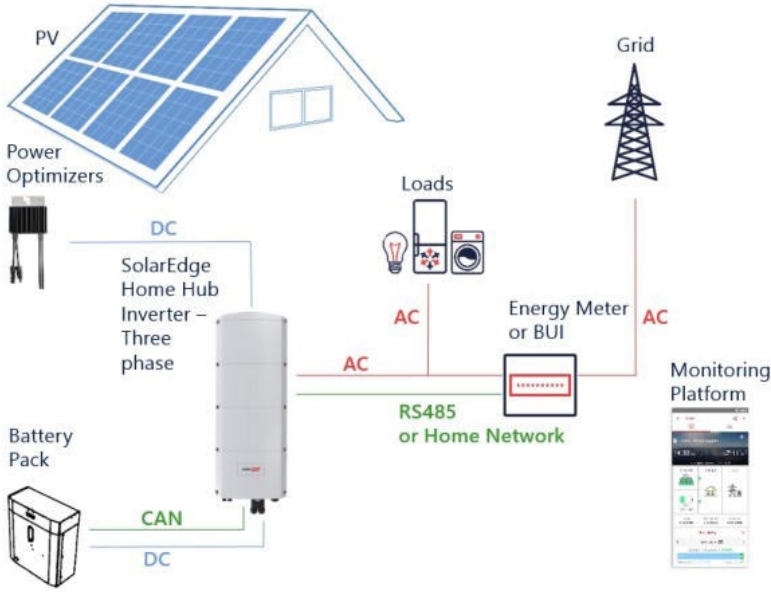 PV
Grid
Power
Optimizers
Loads
DC
SolarEdge
Home Hub
Inverter –
Three
phase
Energy Meter
or BUI
AC
AC
AC
Monitoring
Platform
RS485
or Home Network
Battery
Pack
CAN
DC